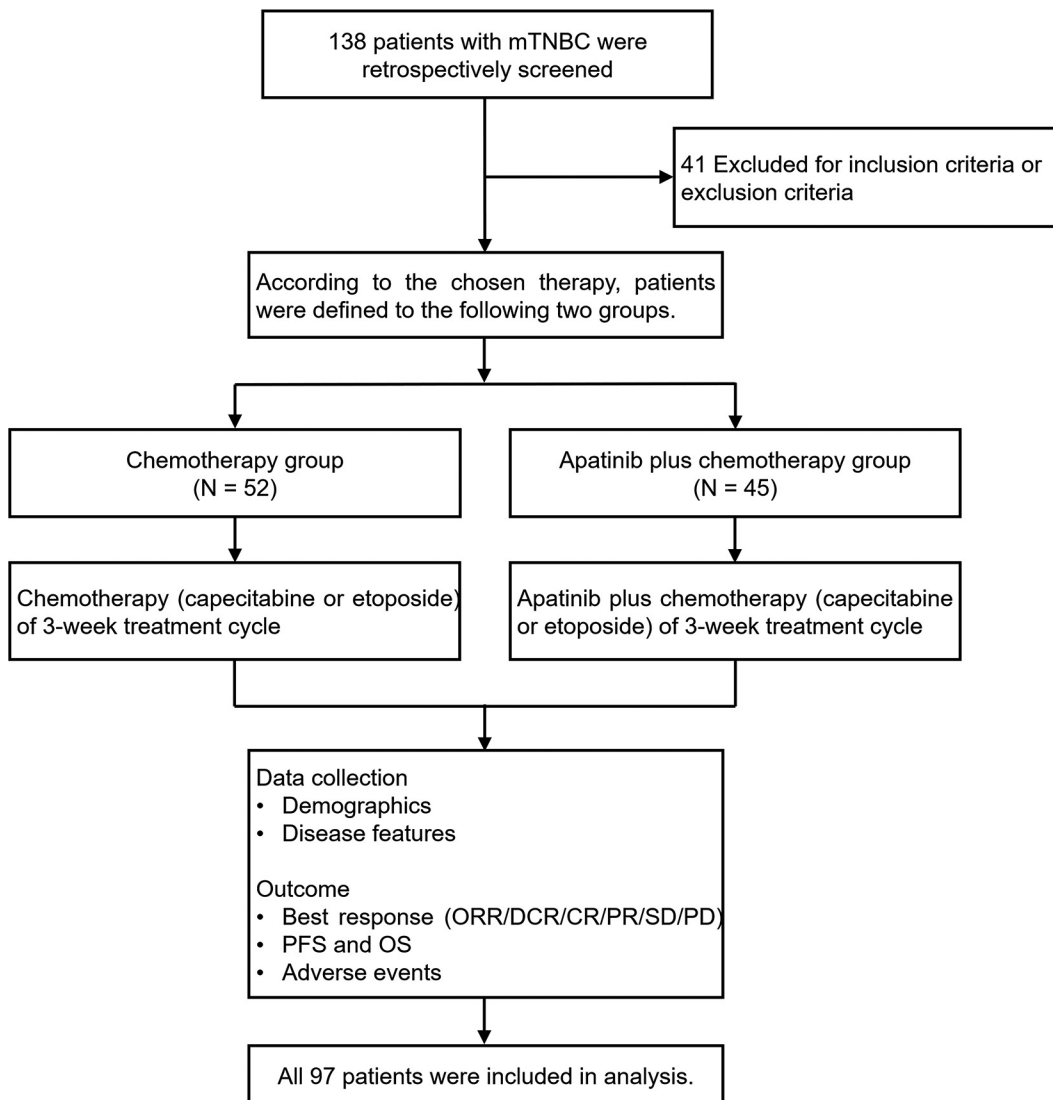 138 patients with mTNBC were
retrospectively screened
41 Excluded for inclusion criteria or
exclusion criteria
According to the chosen therapy, patients
were defined to the following two groups.
Chemotherapy group
(N = 52)
Apatinib plus chemotherapy group
(N = 45)
Chemotherapy (capecitabine or etoposide)
of 3-week treatment cycle
Apatinib plus chemotherapy (capecitabine
or etoposide) of 3-week treatment cycle
Data collection
• Demographics
• Disease features
Outcome
• Best response (ORR/DCR/CR/PR/SD/PD)
• PFS and OS
• Adverse events
All 97 patients were included in analysis.